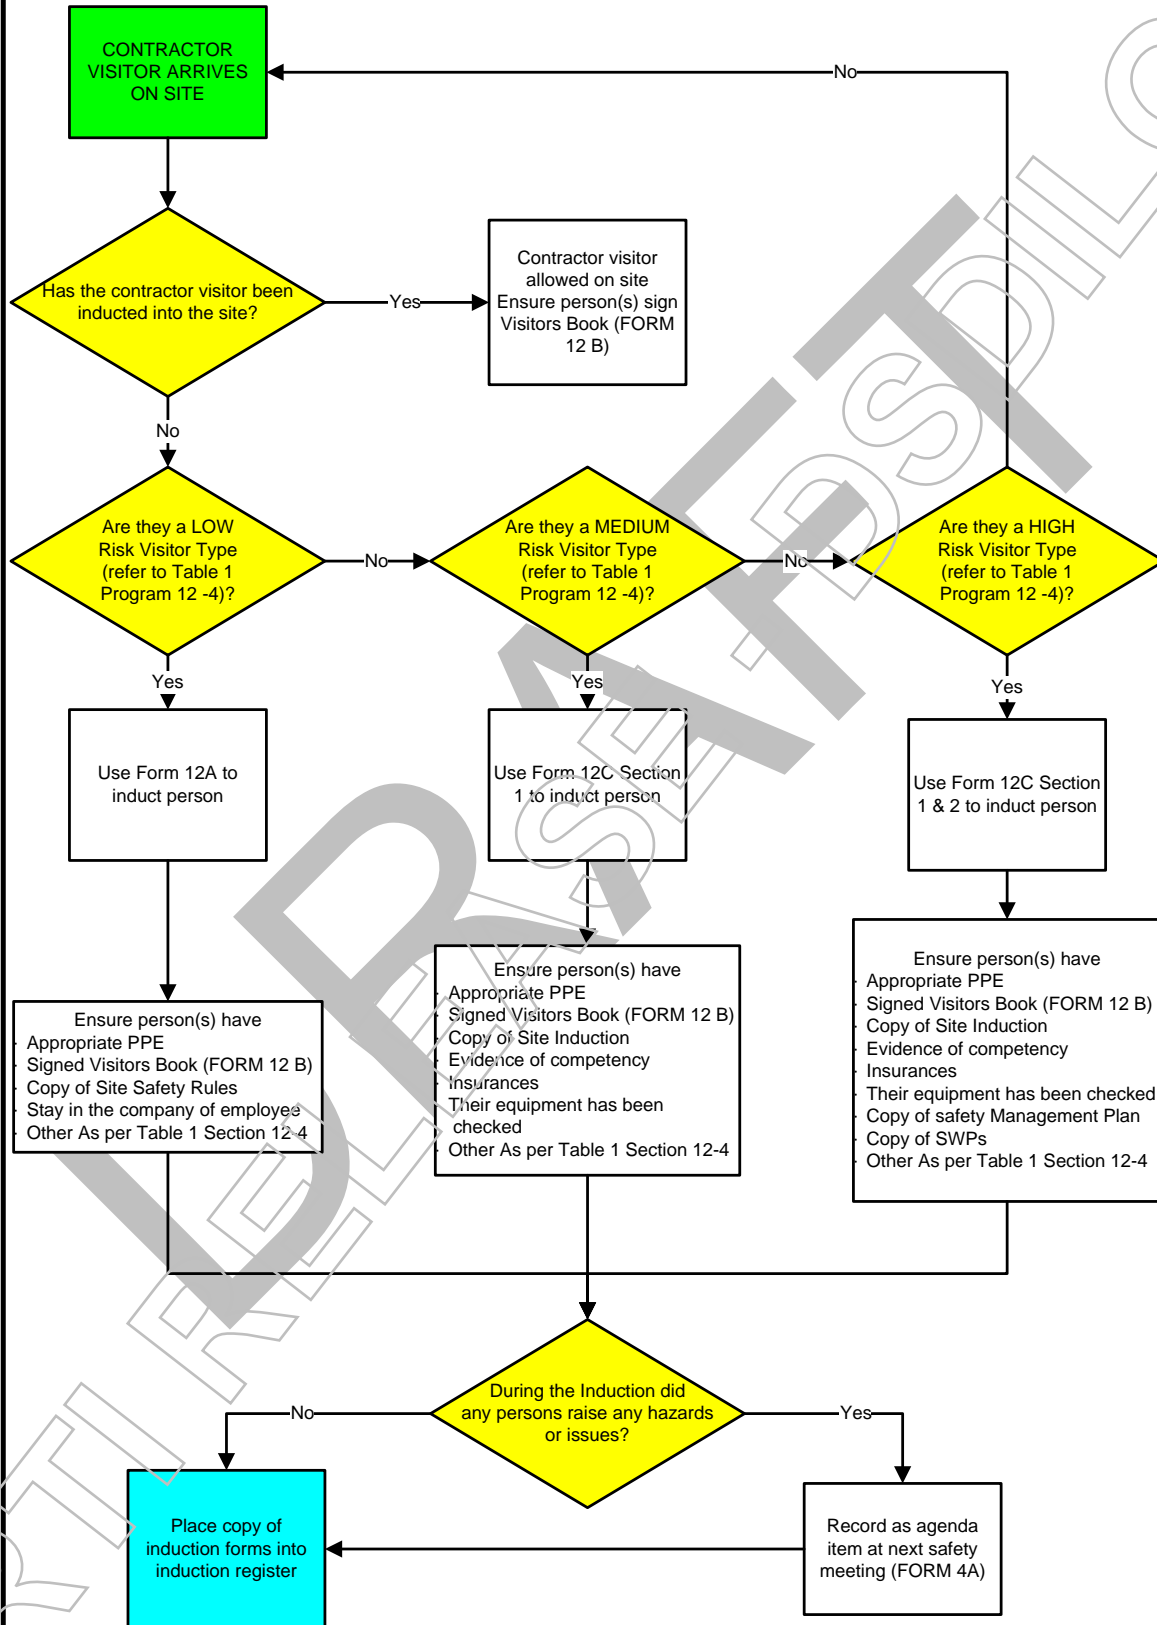 CONTRACTOR
VISITOR ARRIVES
ON SITE
No
Has the contractor visitor been
inducted into the site?
Yes
Contractor visitor
allowed on site
Ensure person(s) sign
Visitors Book (FORM
12 B)
No
Are they a LOW
Risk Visitor Type
(refer to Table 1
Program 12 -4)?
No
Are they a MEDIUM
Risk Visitor Type
(refer to Table 1
Program 12 -4)?
No
Are they a HIGH
Risk Visitor Type
(refer to Table 1
Program 12 -4)?
Yes
Yes
Yes
Use Form 12A to
induct person
Use Form 12C Section
1 to induct person
Use Form 12C Section
1 & 2 to induct person
Ensure person(s) have
· Appropriate PPE
· Signed Visitors Book (FORM 12 B)
· Copy of Site Safety Rules
· Stay in the company of employee
· Other As per Table 1 Section 12-4
Ensure person(s) have
· Appropriate PPE
· Signed Visitors Book (FORM 12 B)
· Copy of Site Induction
· Evidence of competency
· Insurances
· Their equipment has been
checked
· Other As per Table 1 Section 12-4
Ensure person(s) have
· Appropriate PPE
· Signed Visitors Book (FORM 12 B)
· Copy of Site Induction
· Evidence of competency
· Insurances
· Their equipment has been checked
· Copy of safety Management Plan
· Copy of SWPs
· Other As per Table 1 Section 12-4
During the Induction did
any persons raise any hazards
or issues?
No
Yes
Place copy of
induction forms into
induction register
Record as agenda
item at next safety
meeting (FORM 4A)
DRAFT
RTI RELEASE - DSDIL